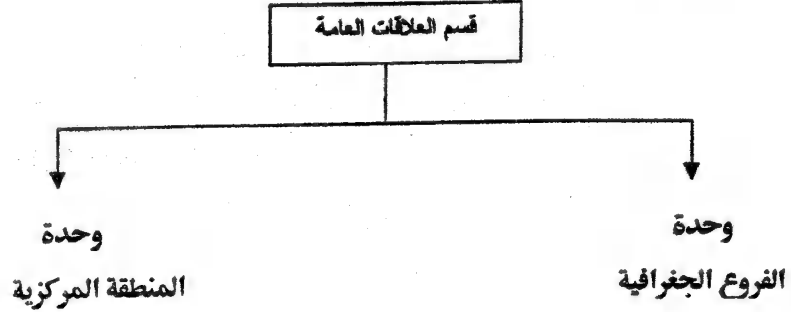 قسم العلاقات العامة
وحدة
الفروع الجغرافية
وحدة
المنطقة المركزية